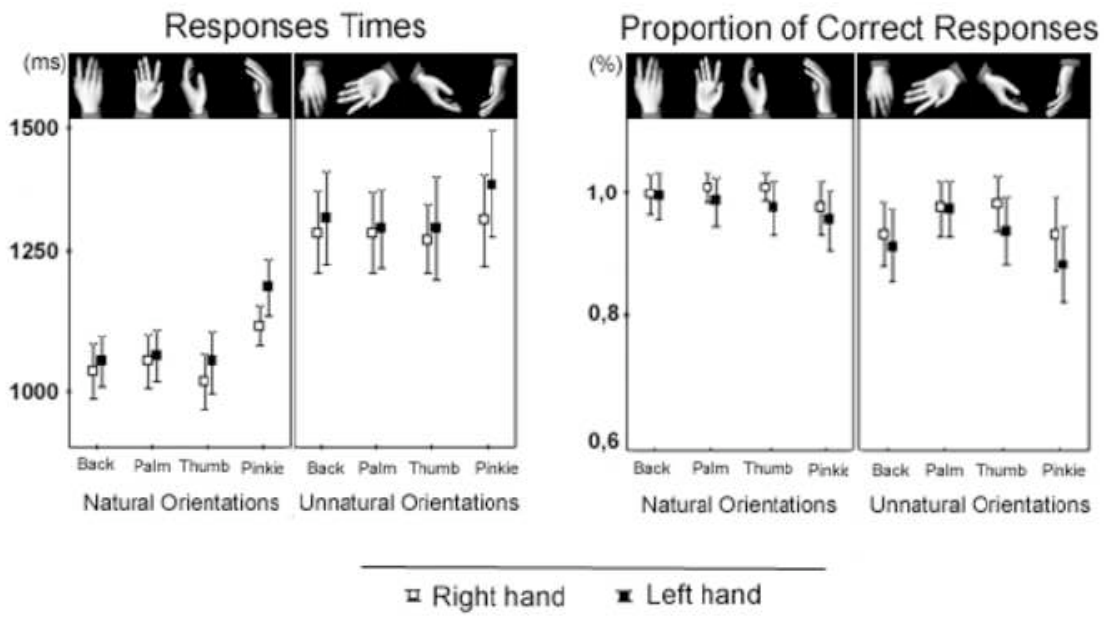 Responses Times
(ms)
1500
1250
1000
Back Palm Thumb Pinkie Back Palm Thumb Pinkie
Natural Orientations Unnatural Orientations
Proportion of Correct Responses
(%)
1,0
0,8
0,6
Back Palm Thumb Pinkie Back Palm Thumb Pinkie
Natural Orientations Unnatural Orientations
Right hand Left hand